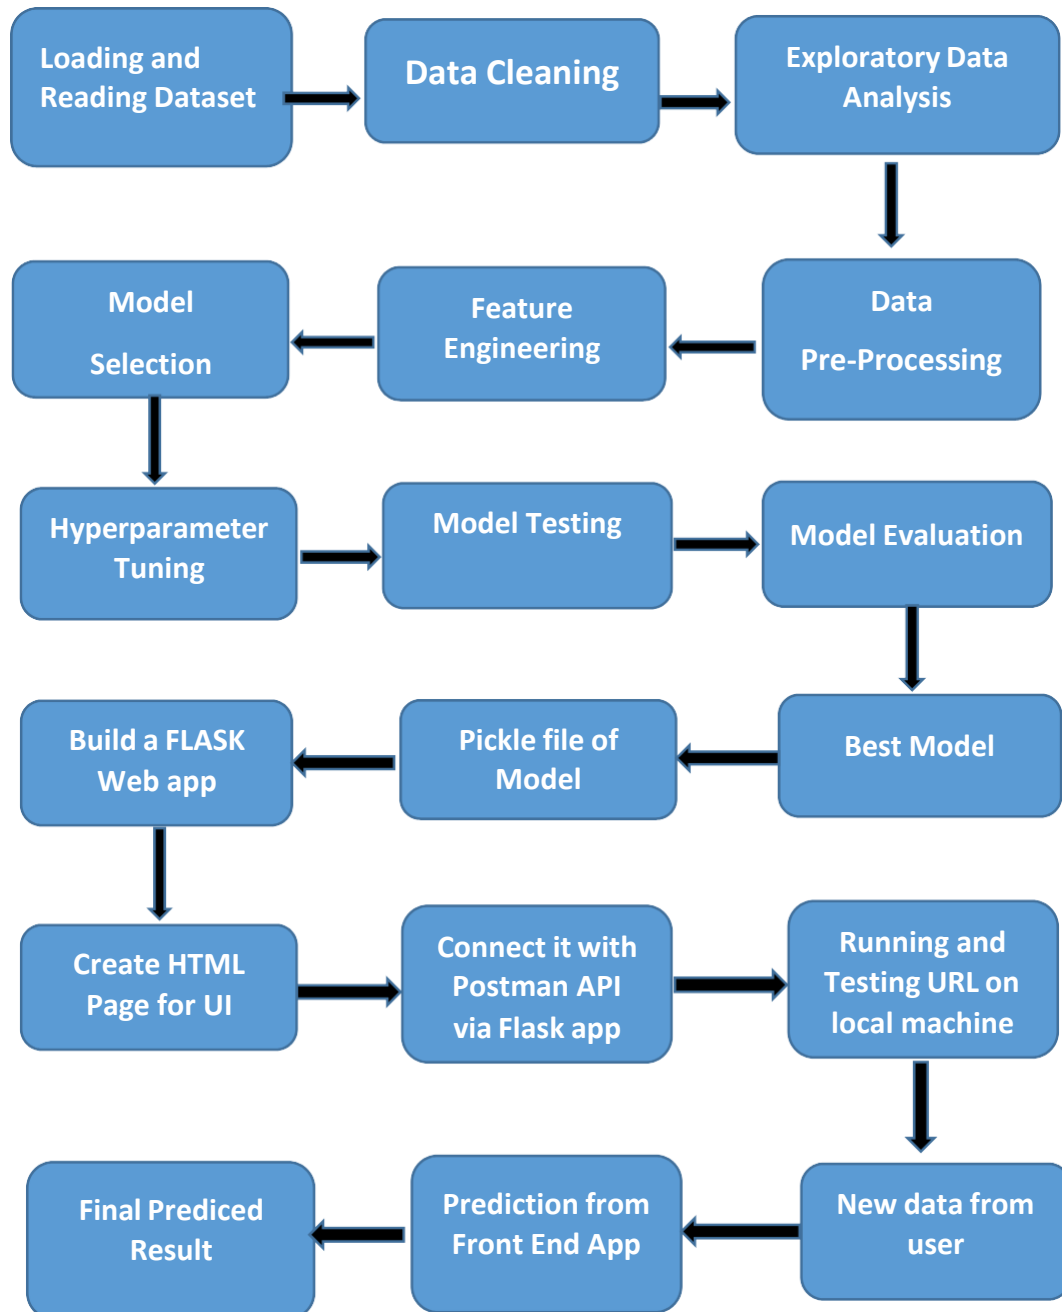 Loading and
Reading Dataset
Data Cleaning
Exploratory Data
Analysis
Model
Selection
Feature
Engineering
Data
Pre-Processing
Hyperparameter
Tuning
Model Testing
Model Evaluation
Build a FLASK
Web app
Pickle file of
Model
Best Model
Create HTML
Page for UI
Connect it with
Postman API
via Flask app
Running and
Testing URL on
local machine
Final Prediced
Result
Prediction from
Front End App
New data from
user